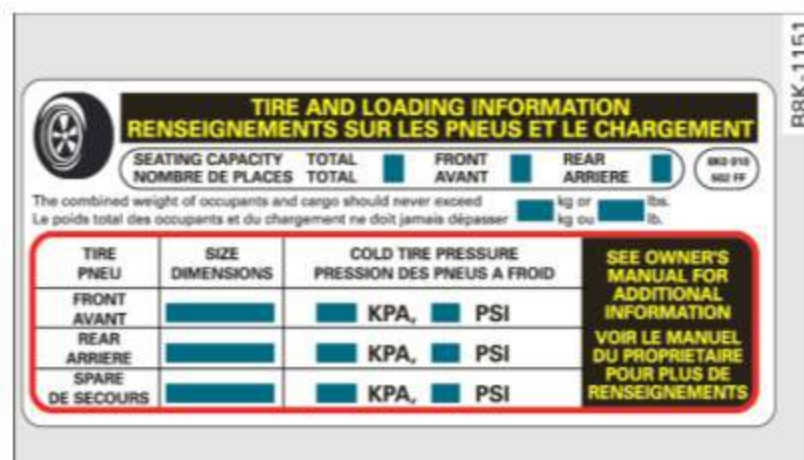 TIRE AND LOADING INFORMATION
RENSEIGNEMENTS SUR LES PNEUS ET LE CHARGEMENT
SEATING CAPACITY TOTAL FRONT REAR
NOMBRE DE PLACES TOTAL AVANT ARRIERE
8K0 010
502 FF
The combined weight of occupants and cargo should never exceed kg or lbs.
Le poids total des occupants et du chargement ne doit jamais dépasser kg ou lb.
TIRE SIZE COLD TIRE PRESSURE
PNEU DIMENSIONS PRESSION DES PNEUS A FROID
FRONT
AVANT KPA, PSI
REAR
ARRIERE KPA, PSI
SPARE
DE SECOURS KPA, PSI
SEE OWNER'S
MANUAL FOR
ADDITIONAL
INFORMATION
VOIR LE MANUEL
DU PROPRIETAIRE
POUR PLUS DE
RENSEIGNEMENTS
B8K-1151